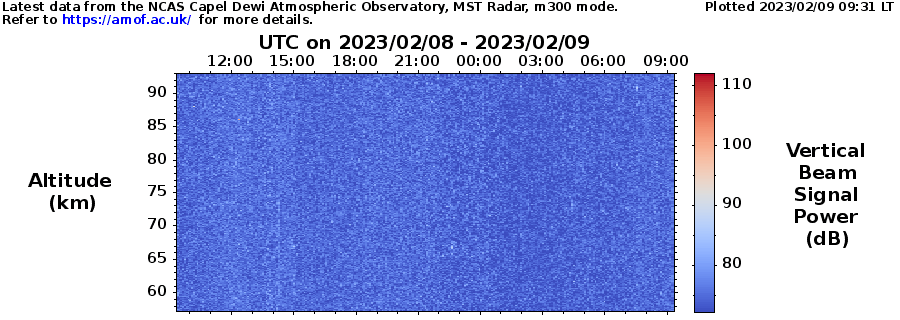 Latest data from the NCAS Capel Dewi Atmospheric Observatory, MST Radar, m300 mode. Plotted 2023/02/09 09:31 LT
Refer to https://amof.ac.uk/ for more details.
UTC on 2023/02/08 - 2023/02/09
12:00 15:00 18:00 21:00 00:00 03:00 06:00 09:00
90
85
80
75
70
65
60
Altitude
(km)
110
100
90
80
Vertical
Beam
Signal
Power
(dB)